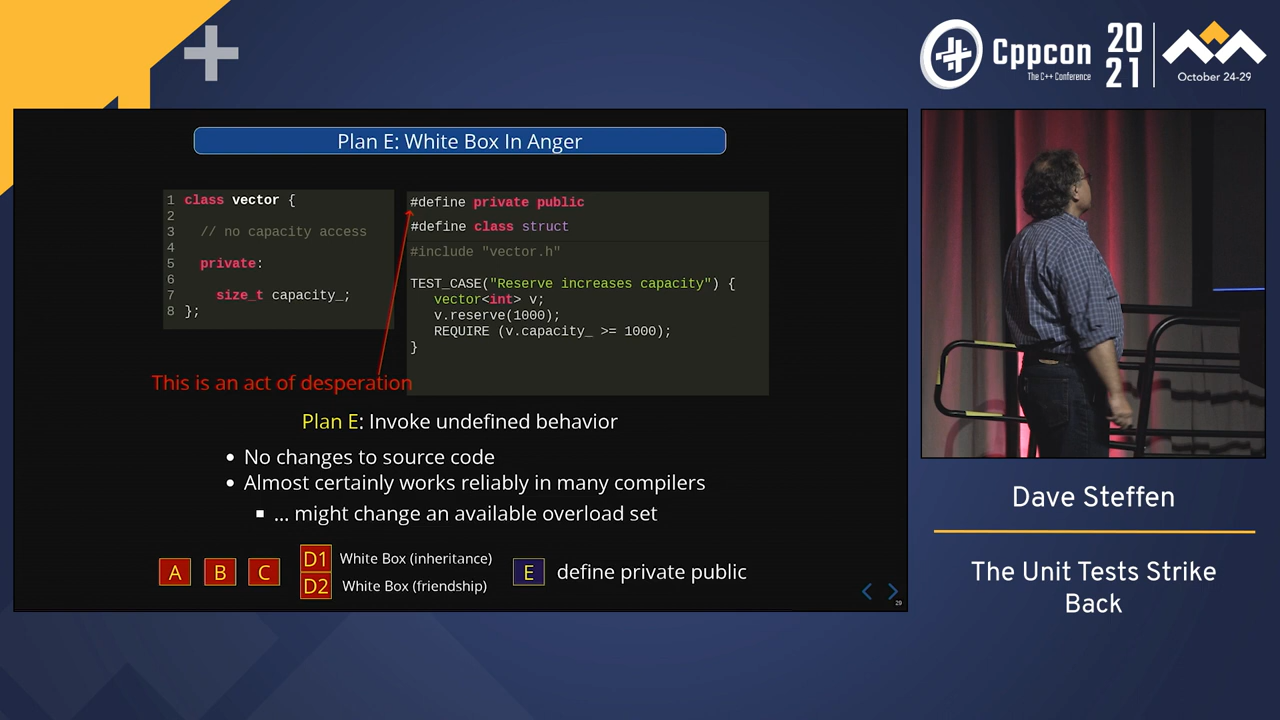 Cppcon
The C++ Conference
20
21
October 24-29
Plan E: White Box In Anger
1 class vector {
2
3 // no capacity access
4
5 private:
6
7 size_t capacity_;
8 };
#define private public
#define class struct
#include "vector.h"
TEST_CASE("Reserve increases capacity") {
vector<int> v;
v.reserve(1000);
REQUIRE (v.capacity_ >= 1000);
}
This is an act of desperation
Plan E: Invoke undefined behavior
• No changes to source code
• Almost certainly works reliably in many compilers
▪ ... might change an available overload set
A B C
D1 White Box (inheritance)
D2 White Box (friendship)
E define private public
29
Dave Steffen
The Unit Tests Strike
Back